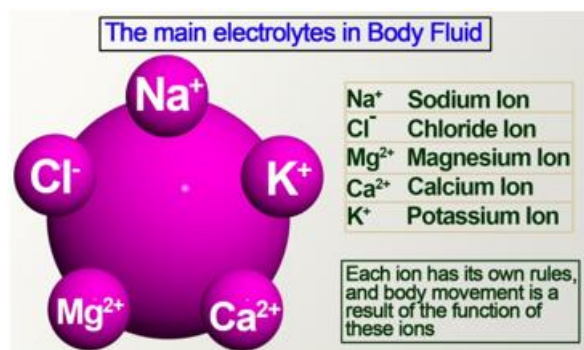 The main electrolytes in Body Fluid
Na⁺
Cl⁻
K⁺
Mg²⁺
Ca²⁺
Na⁺ Sodium Ion
Cl⁻ Chloride Ion
Mg²⁺ Magnesium Ion
Ca²⁺ Calcium Ion
K⁺ Potassium Ion
Each ion has its own rules,
and body movement is a
result of the function of
these ions